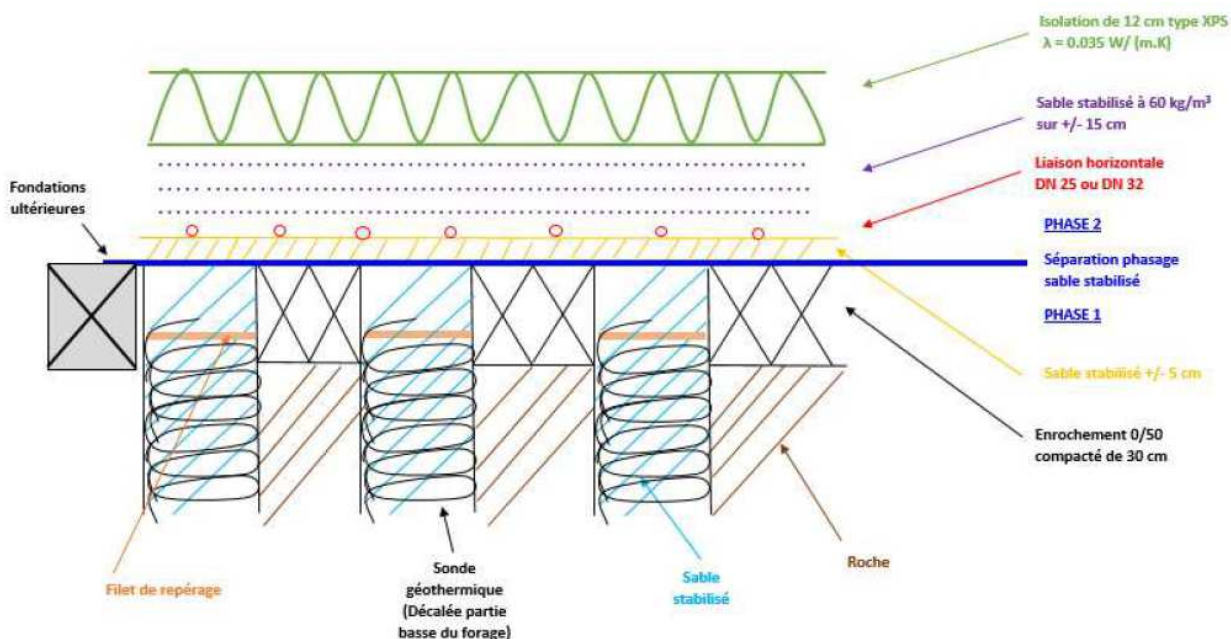 Isolation de 12 cm type XPS
λ = 0.035 W/ (m.K)
Sable stabilisé à 60 kg/m³
sur +/- 15 cm
Liaison horizontale
DN 25 ou DN 32
Fondations
ultérieures
PHASE 2
Séparation phasage
sable stabilisé
PHASE 1
Sable stabilisé +/- 5 cm
Enrochement 0/50
compacté de 30 cm
Filet de repérage
Sonde
géothermique
(Décalée partie
basse du forage)
Sable
stabilisé
Roche